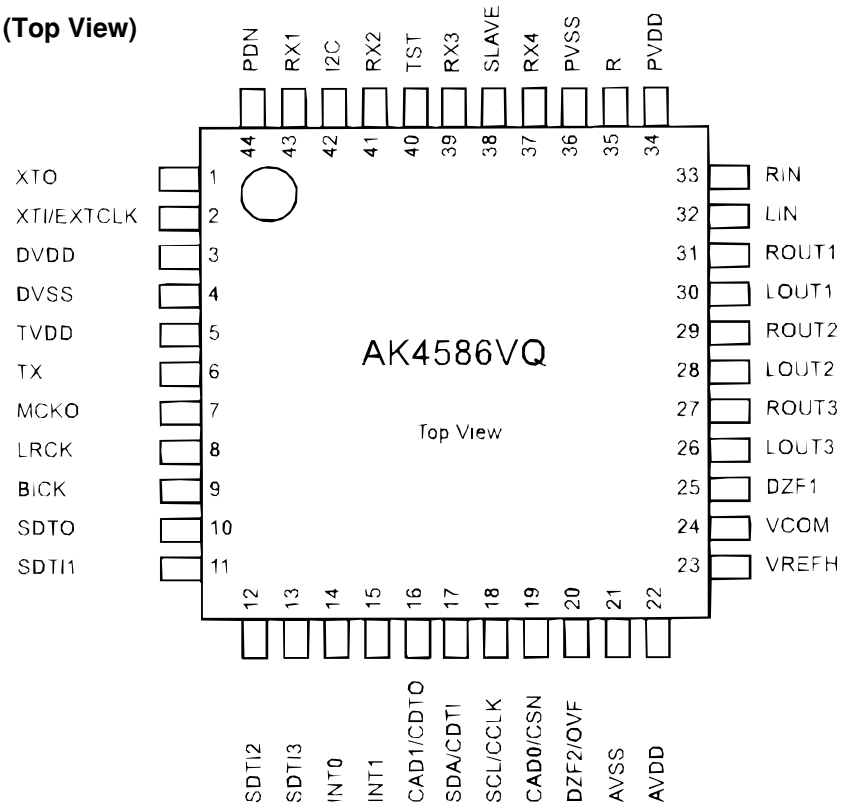 (Top View)
PDN RX1 I2C RX2 TST RX3 SLAVE RX4 PVSS R PVDD
44 43 42 41 40 39 38 37 36 35 34
XTO 1 33 RIN
XTI/EXTCLK 2 32 LIN
DVDD 3 31 ROUT1
DVSS 4 30 LOUT1
TVDD 5 29 ROUT2
TX 6 AK4586VQ 28 LOUT2
MCKO 7 27 ROUT3
Top View
LRCK 8 26 LOUT3
BICK 9 25 DZF1
SDTO 10 24 VCOM
SDTI1 11 23 VREFH
12 13 14 15 16 17 18 19 20 21 22
SDTI2 SDTI3 INT0 INT1 CAD1/CDTO SDA/CDTI SCL/CCLK CAD0/CSN DZF2/OVF AVSS AVDD